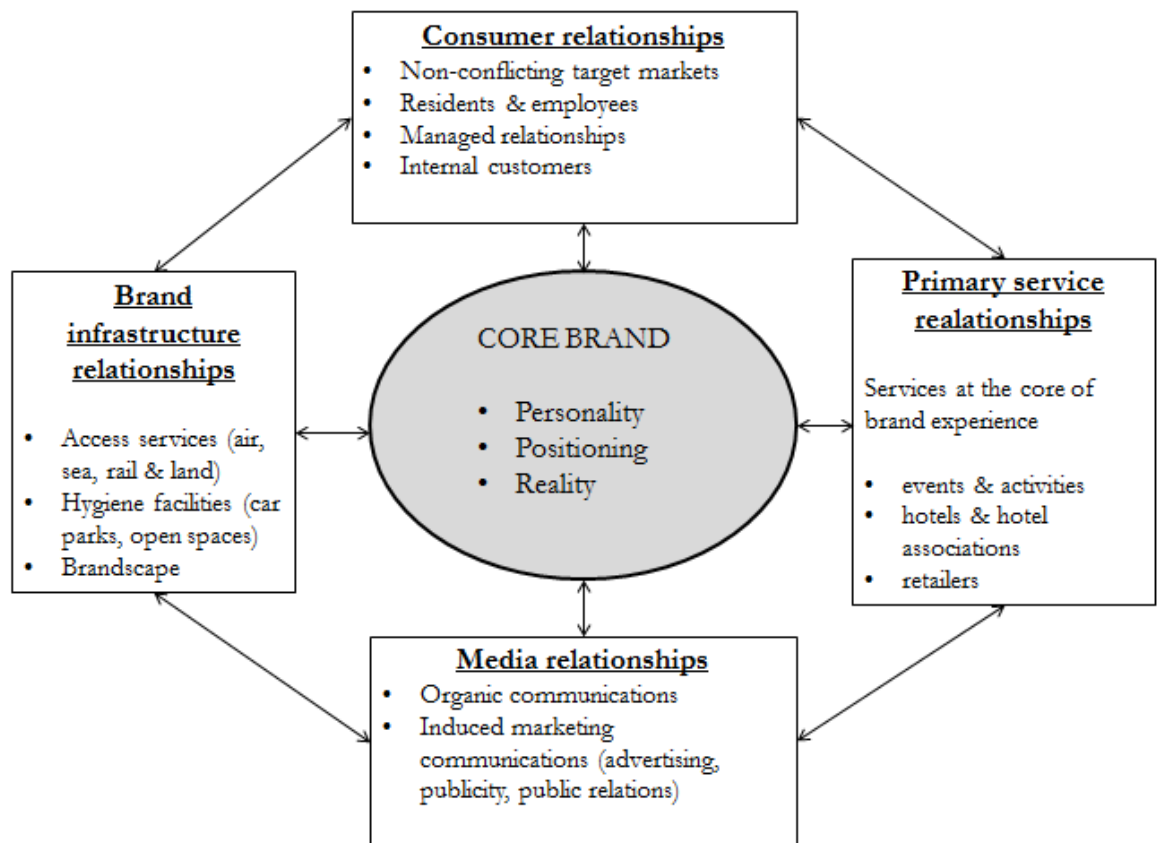 Consumer relationships
• Non-conflicting target markets
• Residents & employees
• Managed relationships
• Internal customers
Brand
infrastructure
relationships
• Access services (air,
sea, rail & land)
• Hygiene facilities (car
parks, open spaces)
• Brandscape
CORE BRAND
• Personality
• Positioning
• Reality
Primary service
realationships
Services at the core of
brand experience
• events & activities
• hotels & hotel
associations
• retailers
Media relationships
• Organic communications
• Induced marketing
communications (advertising,
publicity, public relations)